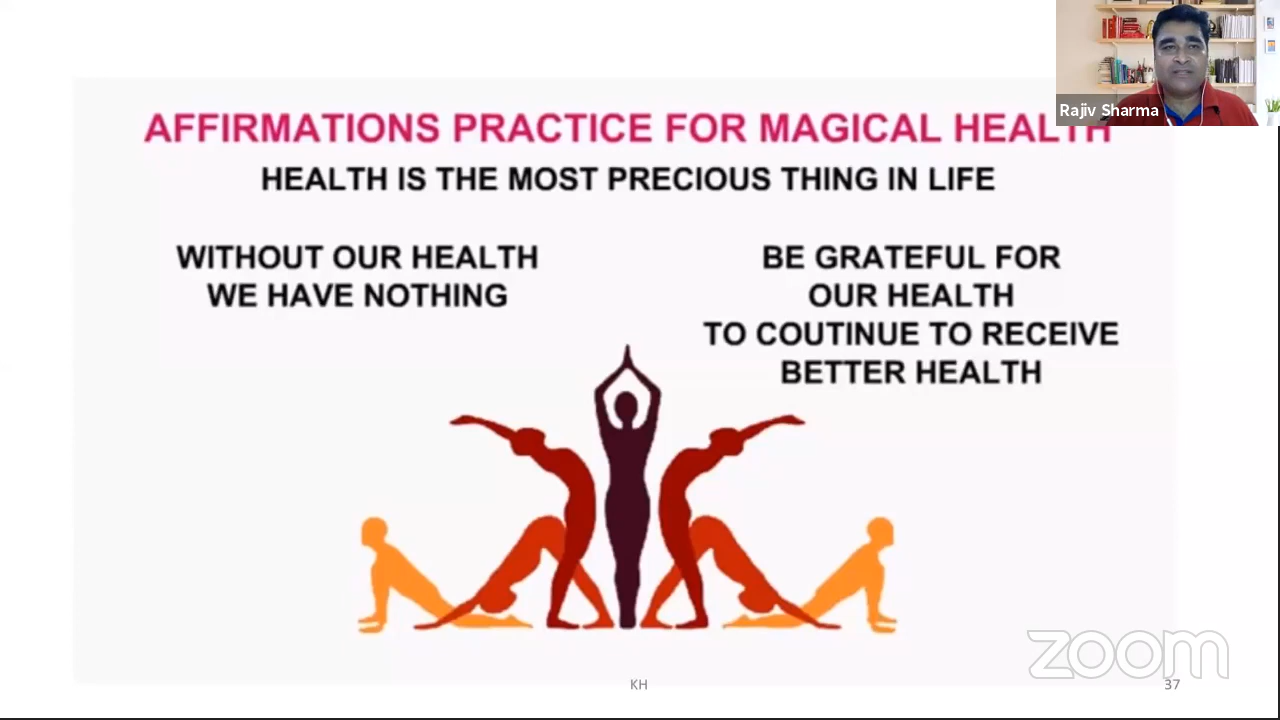 AFFIRMATIONS PRACTICE FOR MAGICAL HEALTH
HEALTH IS THE MOST PRECIOUS THING IN LIFE
WITHOUT OUR HEALTH
WE HAVE NOTHING
BE GRATEFUL FOR
OUR HEALTH
TO COUTINUE TO RECEIVE
BETTER HEALTH
Rajiv Sharma
zoom
KH
37